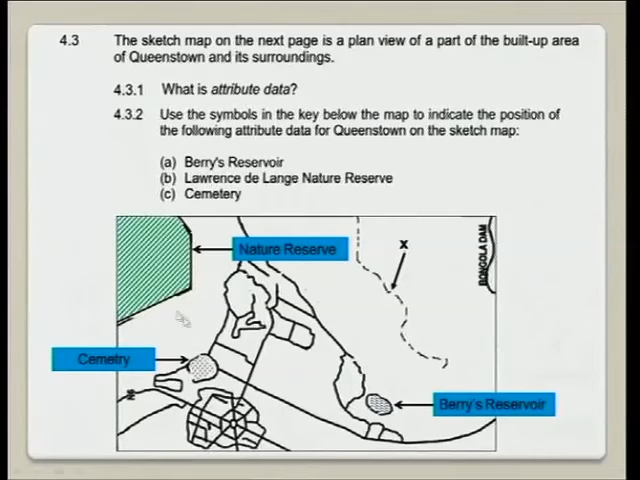 4.3 The sketch map on the next page is a plan view of a part of the built-up area
of Queenstown and its surroundings.
4.3.1 What is attribute data?
4.3.2 Use the symbols in the key below the map to indicate the position of
the following attribute data for Queenstown on the sketch map:
(a) Berry's Reservoir
(b) Lawrence de Lange Nature Reserve
(c) Cemetery
Nature Reserve
X
BONGOLA DAM
Cemetry
Berry's Reservoir